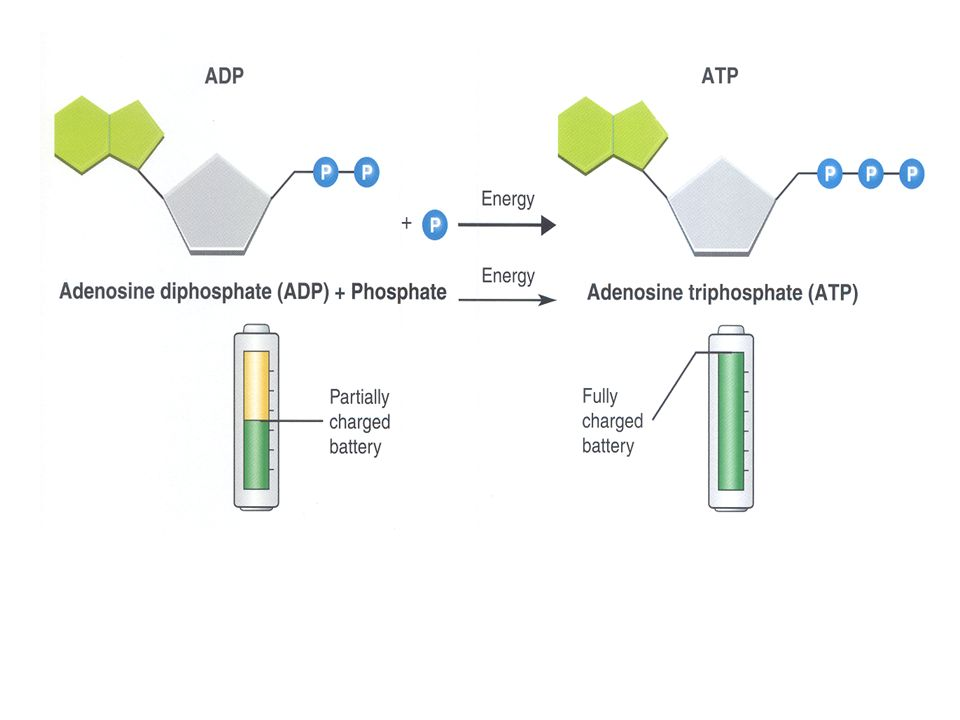 ADP
ATP
P P
P P P
+ P
Energy
Adenosine diphosphate (ADP) + Phosphate
Energy
Adenosine triphosphate (ATP)
Partially
charged
battery
Fully
charged
battery